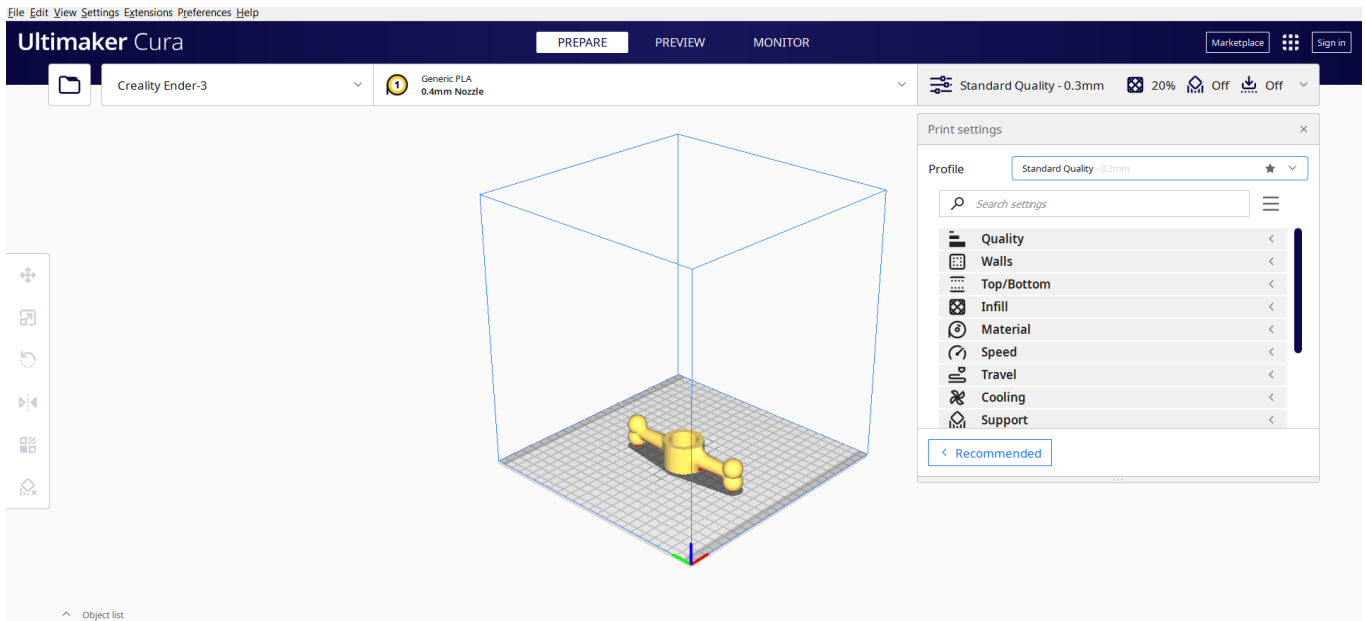 File Edit View Settings Extensions Preferences Help
Ultimaker Cura
PREPARE PREVIEW MONITOR
Marketplace
Sign in
Creality Ender-3
1
Generic PLA
0.4mm Nozzle
Standard Quality - 0.3mm 20% Off Off
Print settings
Profile
Standard Quality - 0.2mm
Search settings
Quality
Walls
Top/Bottom
Infill
Material
Speed
Travel
Cooling
Support
Recommended
Object list